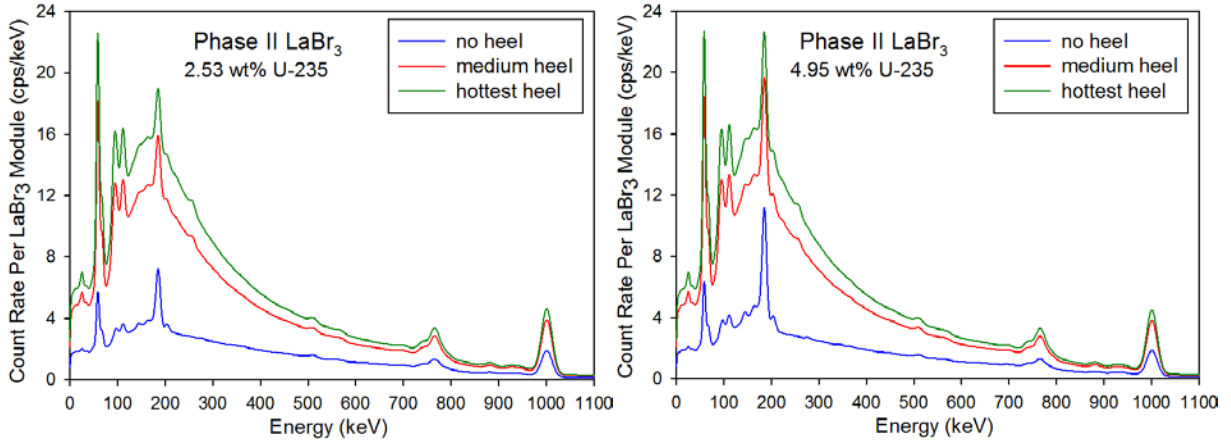 Count Rate Per LaBr3 Module (cps/keV)
24
20
16
12
8
4
0
Phase II LaBr3
2.53 wt% U-235
no heel
medium heel
hottest heel
0 100 200 300 400 500 600 700 800 900 1000 1100
Energy (keV)
Count Rate Per LaBr3 Module (cps/keV)
24
20
16
12
8
4
0
Phase II LaBr3
4.95 wt% U-235
no heel
medium heel
hottest heel
0 100 200 300 400 500 600 700 800 900 1000 1100
Energy (keV)